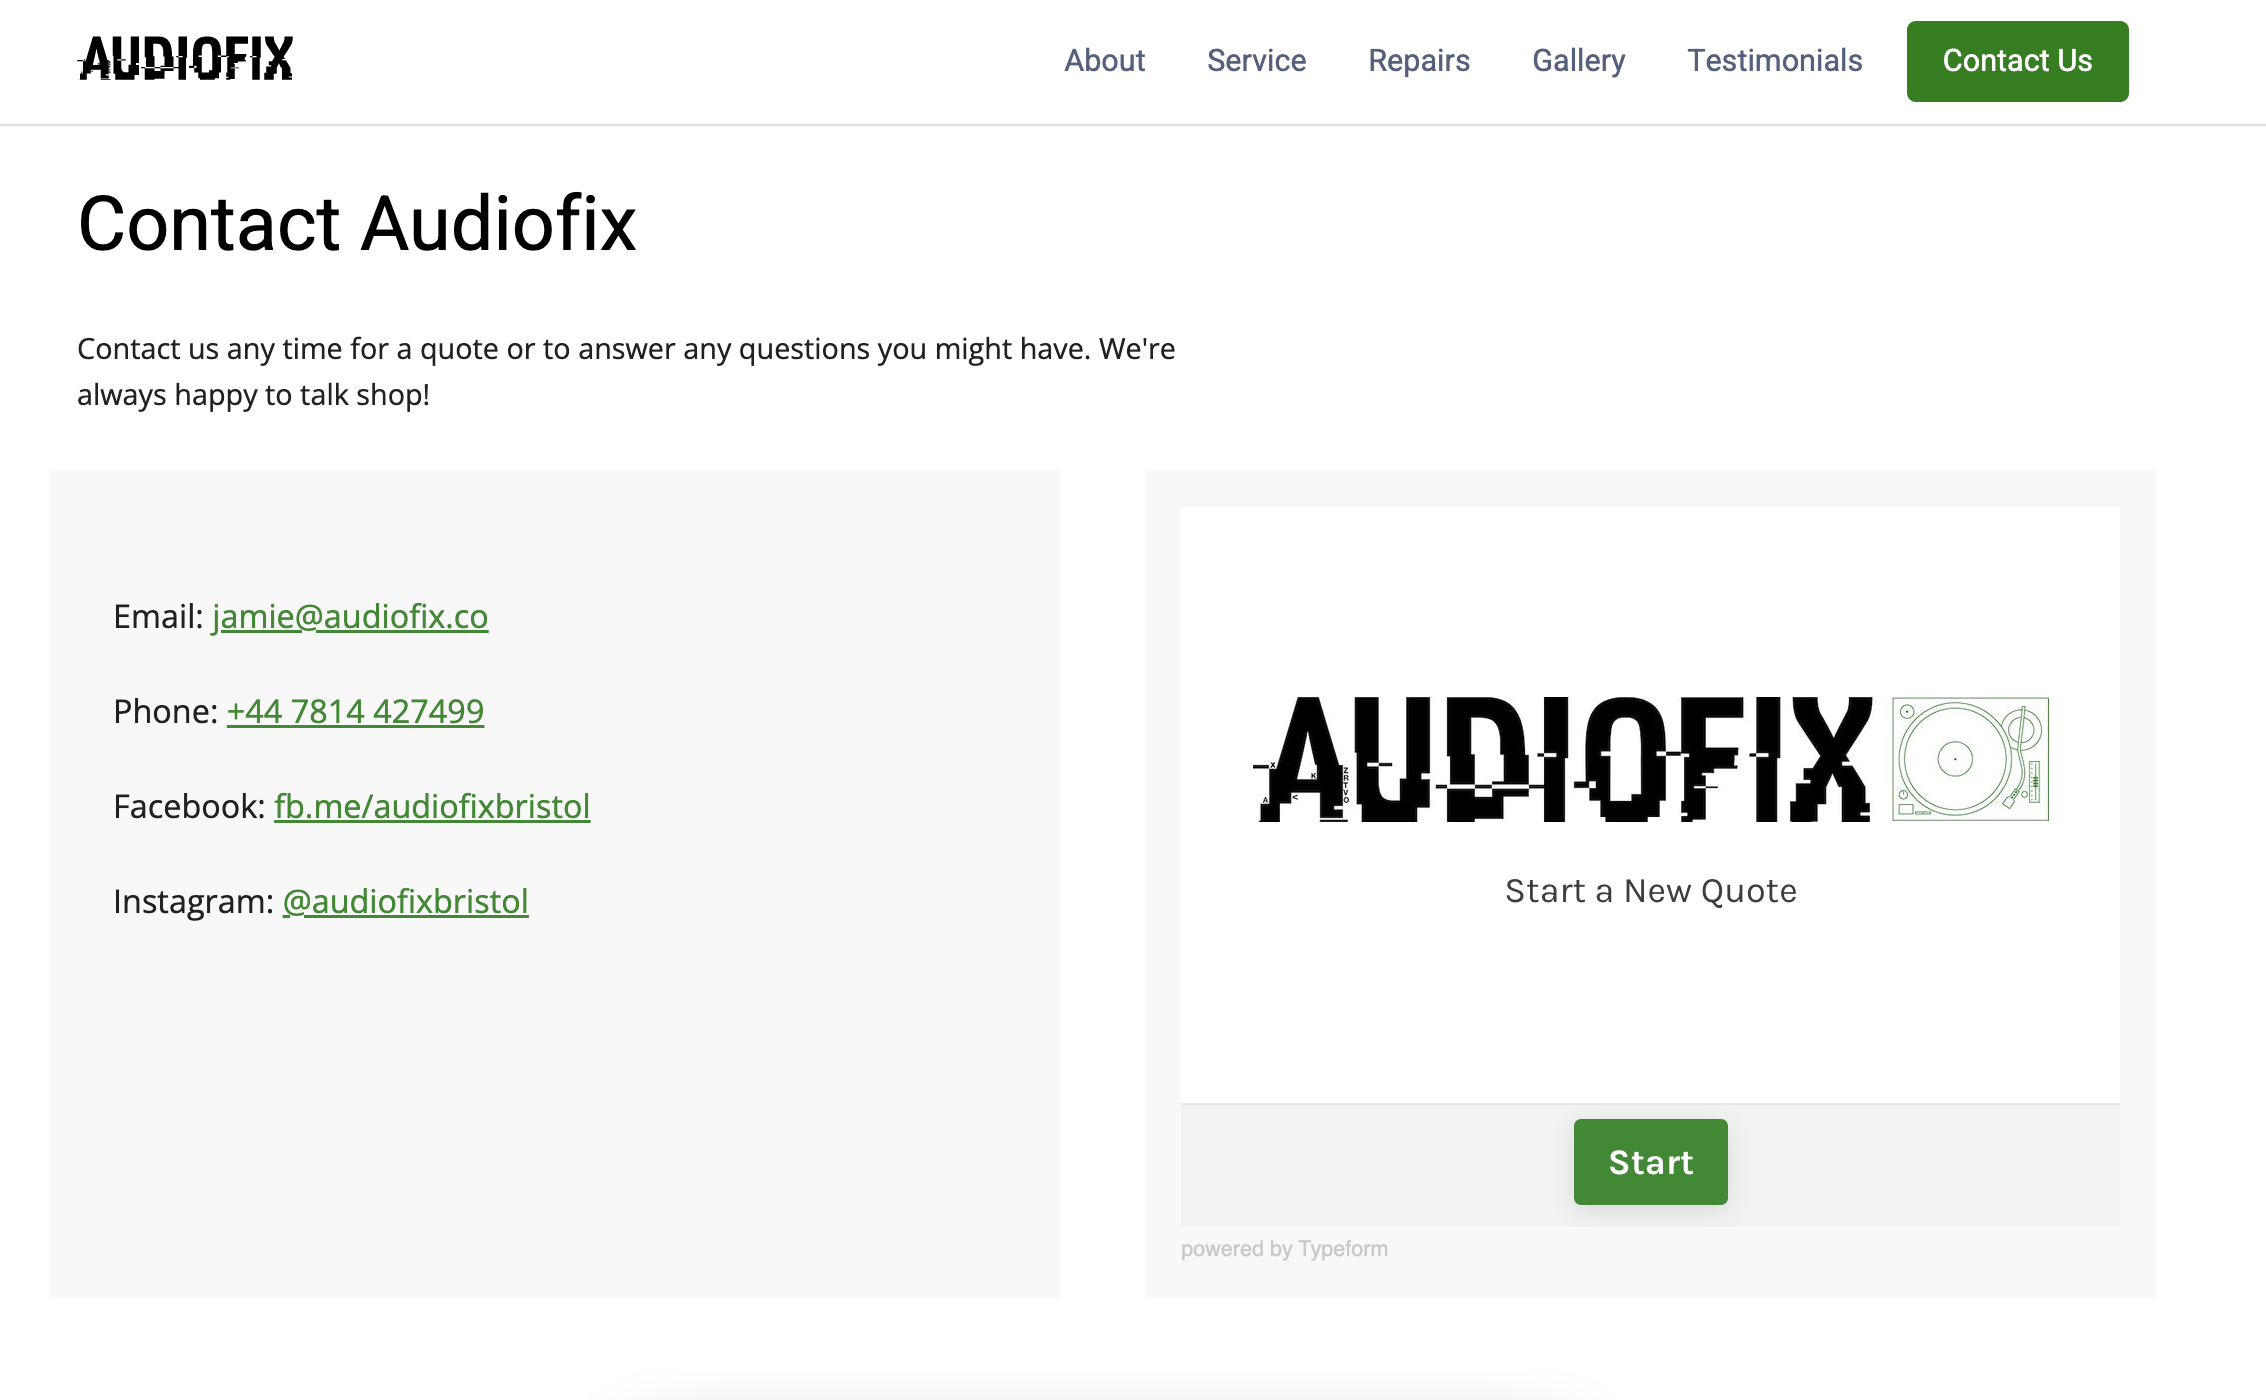 AUDIOFIX
About
Service
Repairs
Gallery
Testimonials
Contact Us
Contact Audiofix
Contact us any time for a quote or to answer any questions you might have. We're
always happy to talk shop!
Email: jamie@audiofix.co
Phone: +44 7814 427499
Facebook: fb.me/audiofixbristol
Instagram: @audiofixbristol
AUDIOFIX
Start a New Quote
Start
powered by Typeform